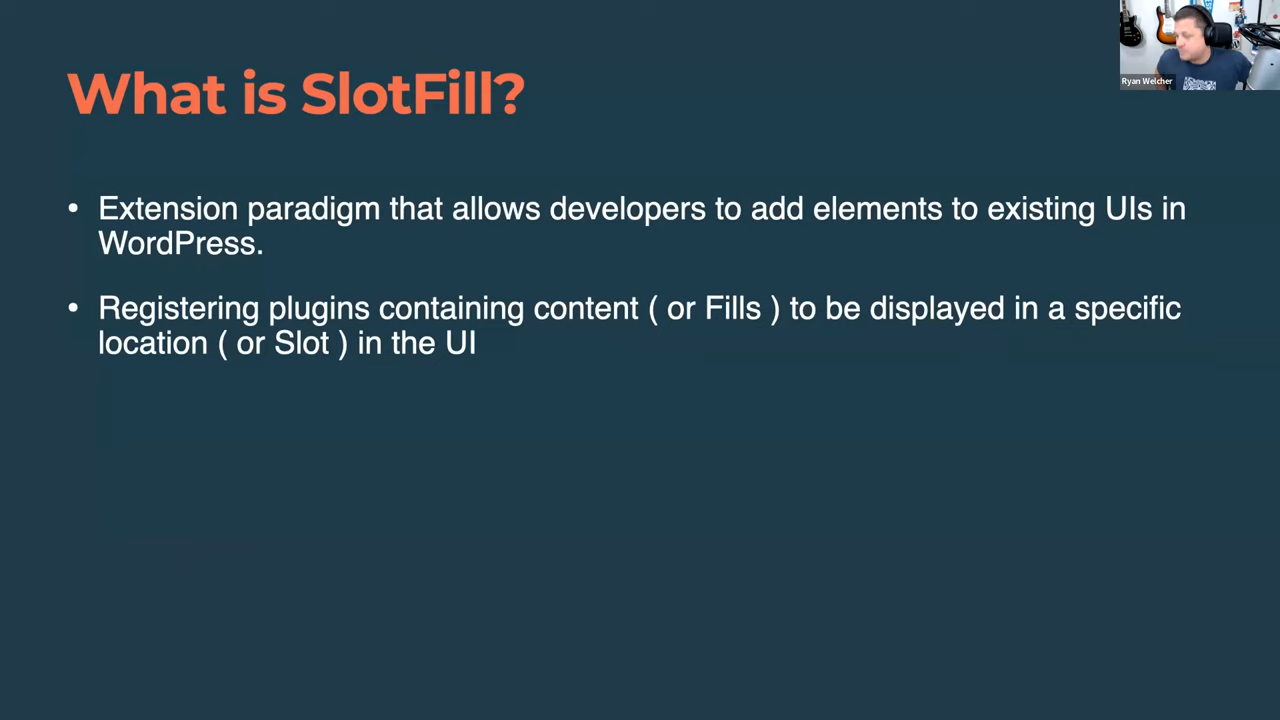 What is SlotFill?
Ryan Welcher
• Extension paradigm that allows developers to add elements to existing UIs in
WordPress.
• Registering plugins containing content ( or Fills ) to be displayed in a specific
location ( or Slot ) in the UI